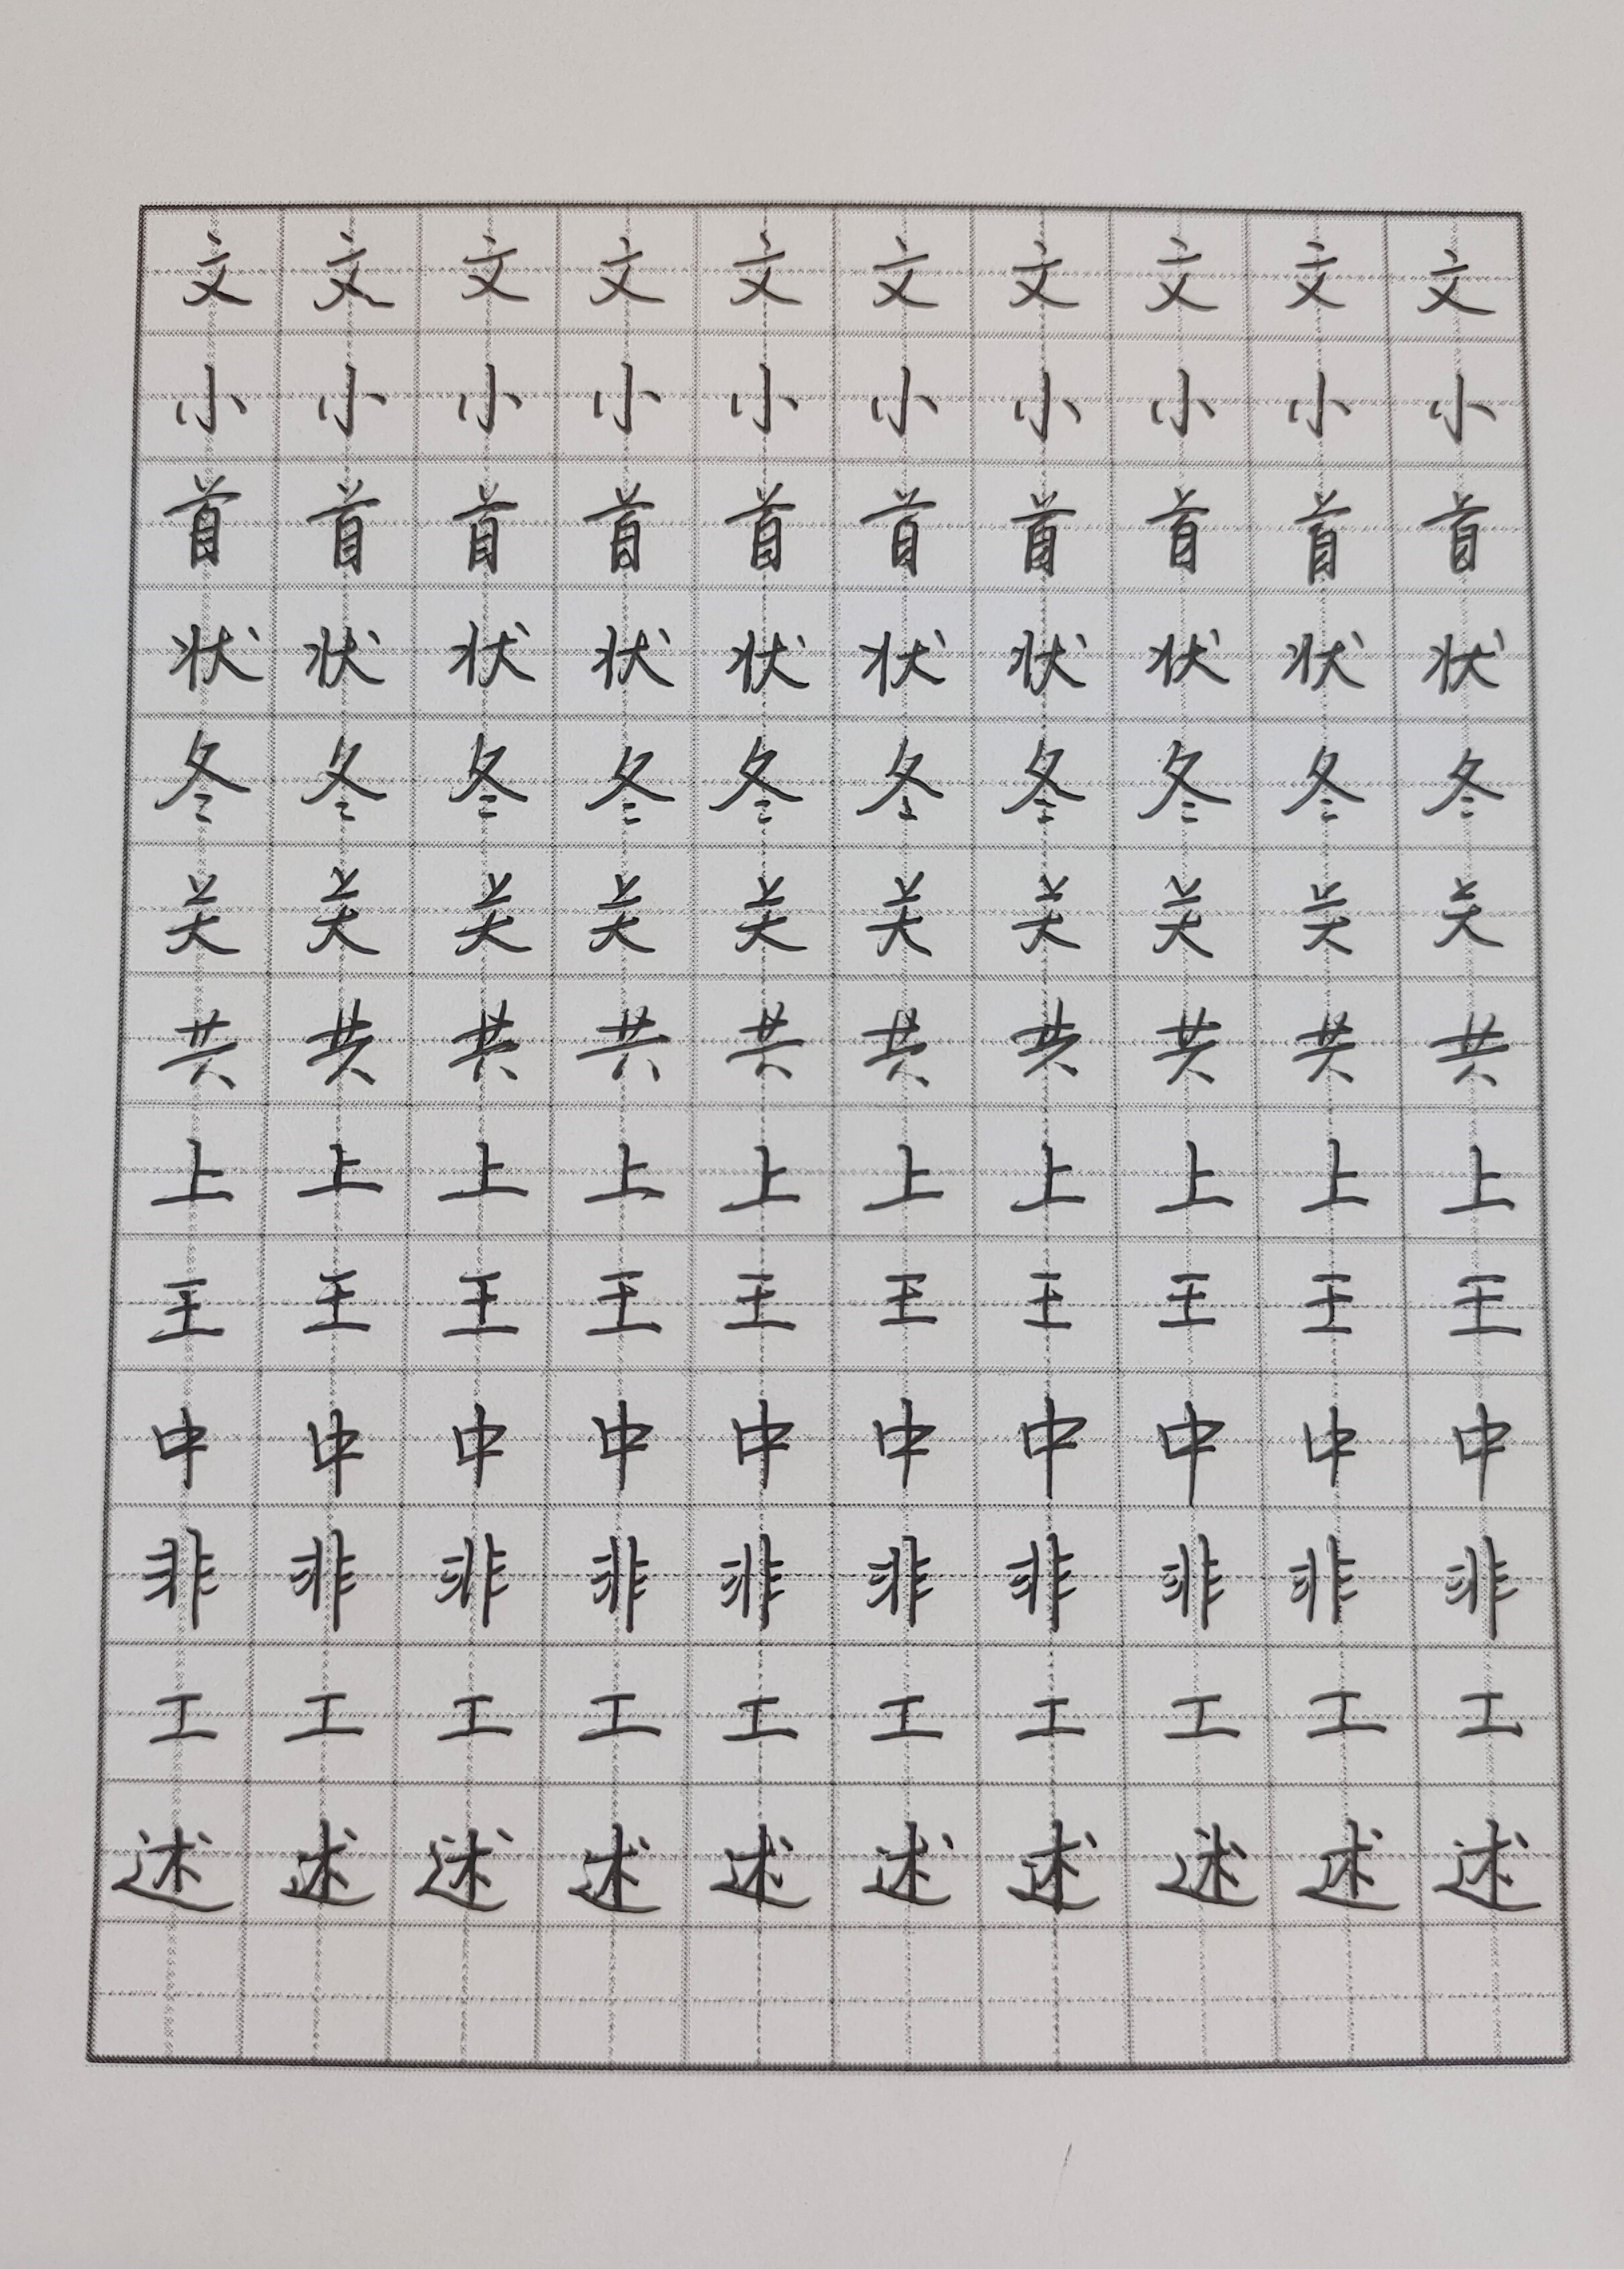 文文文文文文文文文文
小小小小小小小小小小
首首首首首首首首首首
状状状状状状状状状状
冬冬冬冬冬冬冬冬冬冬
关关关关关关关关关关
共共共共共共共共共共
上上上上上上上上上上
王王王王王王王王王王
中中中中中中中中中中
非非非非非非非非非非
工工工工工工工工工工
述述述述述述述述述述